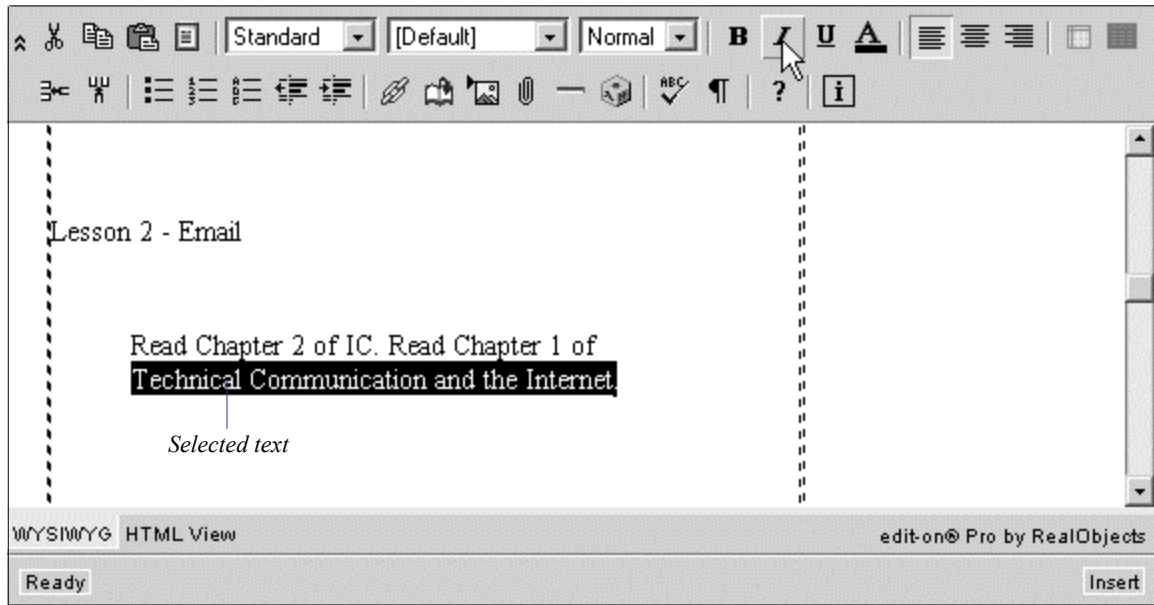 Standard [Default] Normal B I U A
ABC ¶ ? i
Lesson 2 - Email
Read Chapter 2 of IC. Read Chapter 1 of
Technical Communication and the Internet.
Selected text
WYSIWYG HTML View edit-on® Pro by RealObjects
Ready Insert